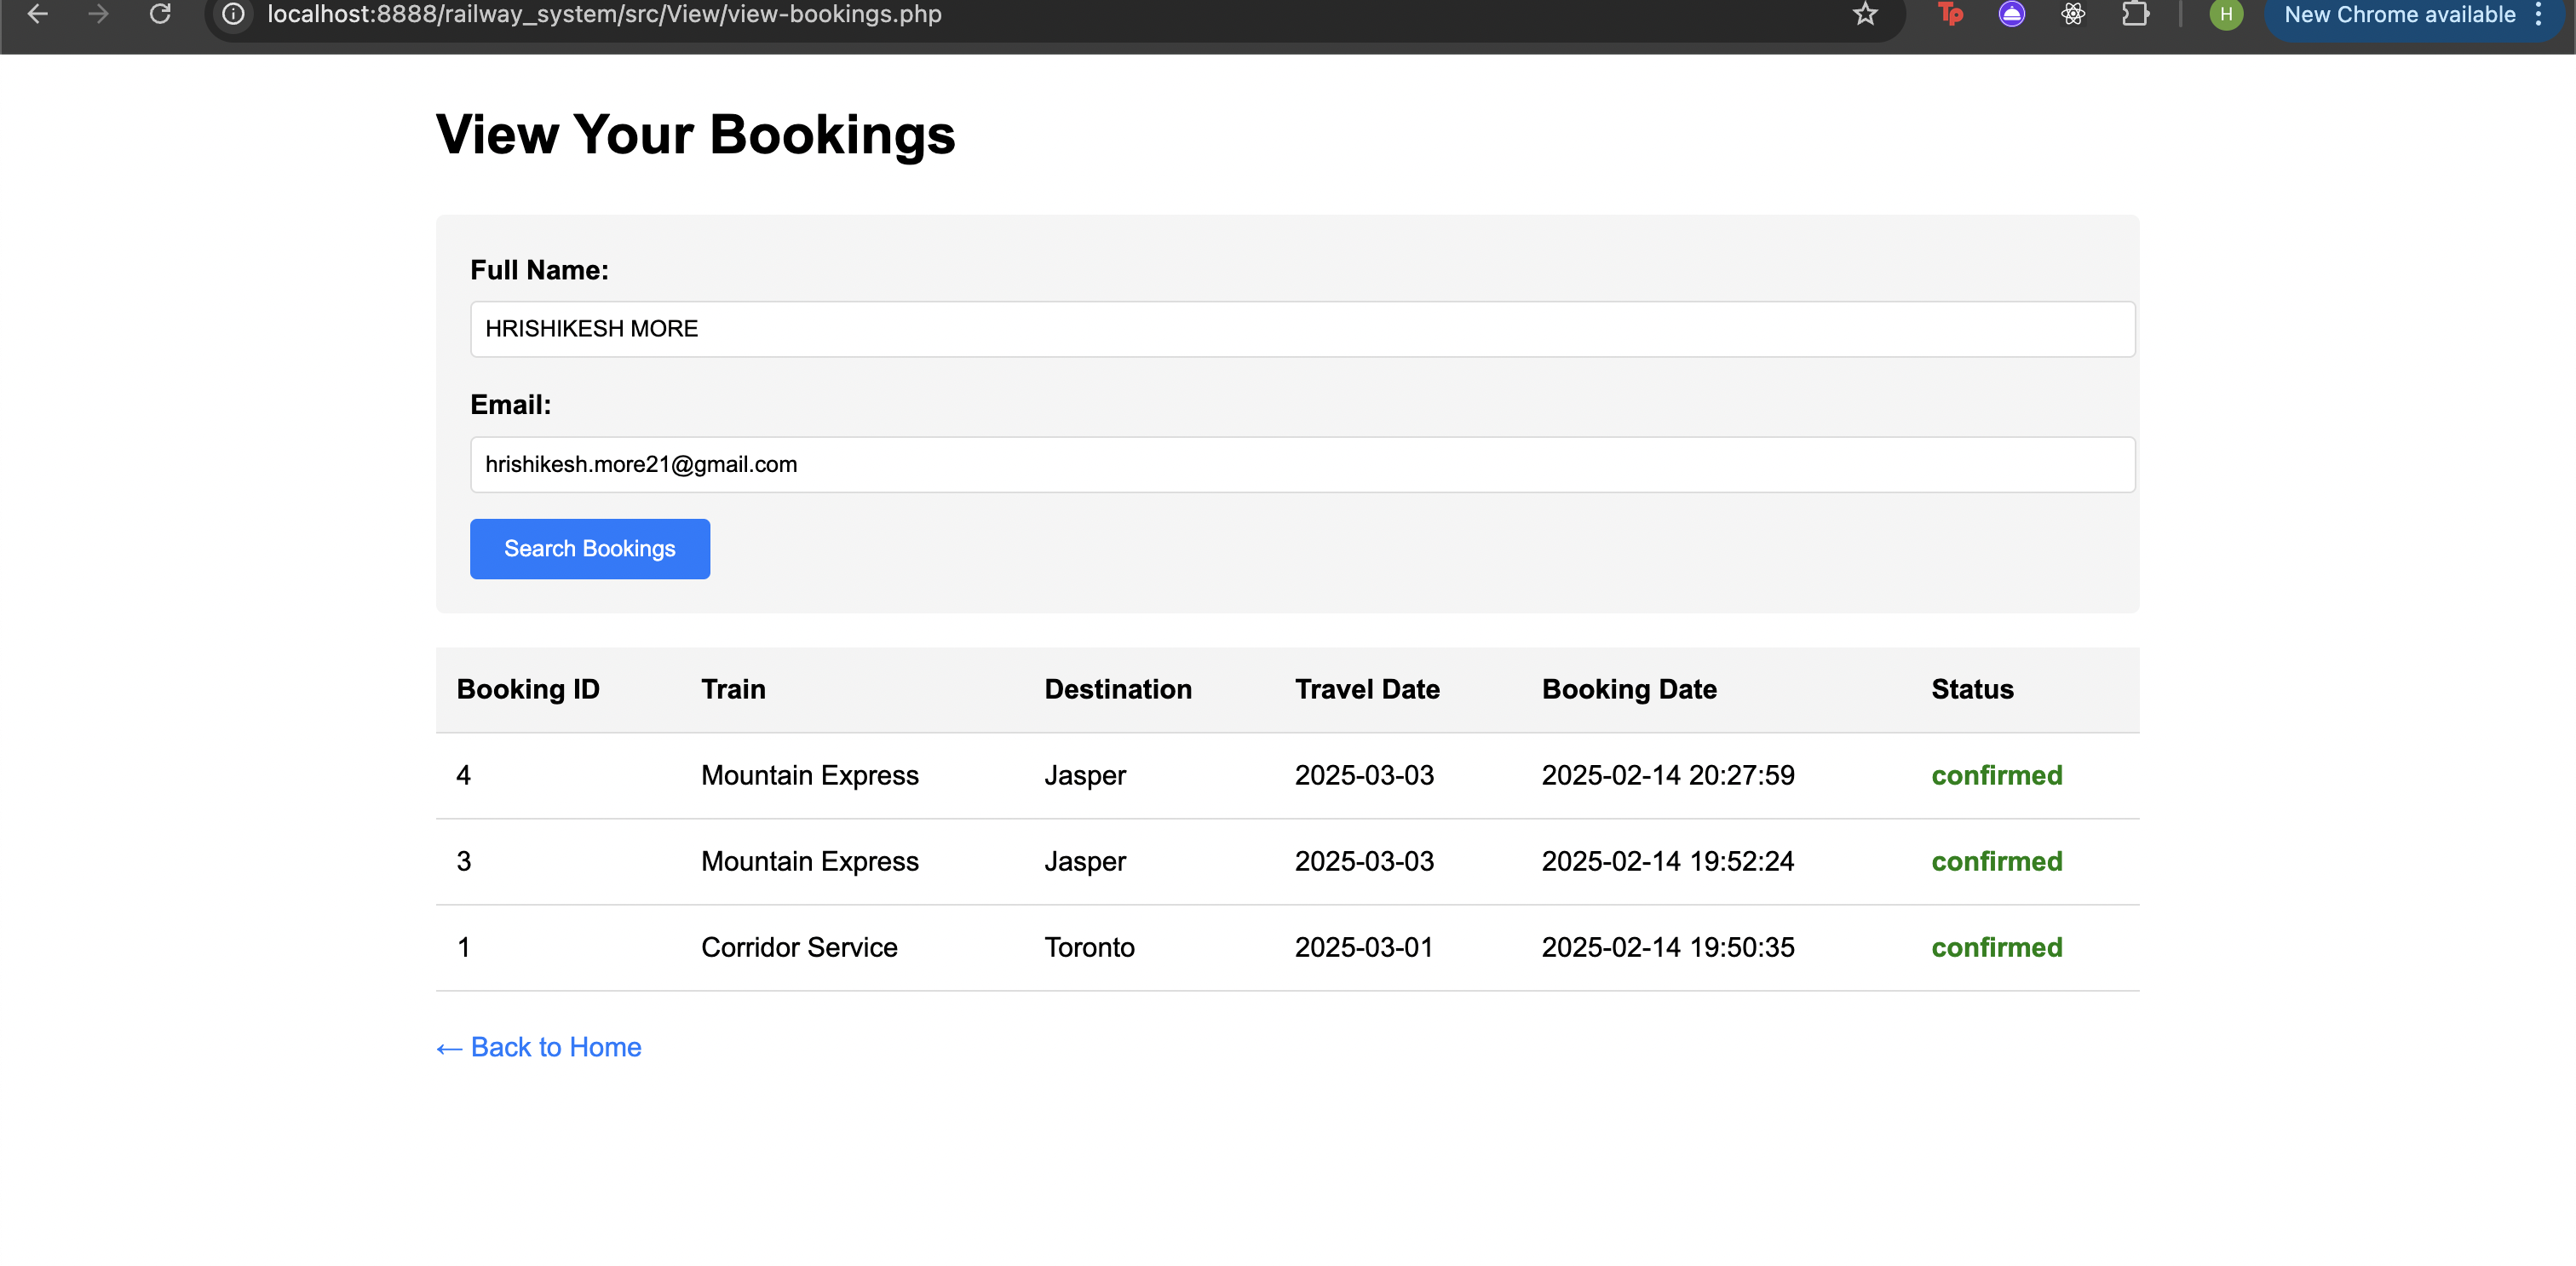 localhost:8888/railway_system/src/View/view-bookings.php
Tp
H
New Chrome available
View Your Bookings
Full Name:
HRISHIKESH MORE
Email:
hrishikesh.more21@gmail.com
Search Bookings
Booking ID Train Destination Travel Date Booking Date Status
4 Mountain Express Jasper 2025-03-03 2025-02-14 20:27:59 confirmed
3 Mountain Express Jasper 2025-03-03 2025-02-14 19:52:24 confirmed
1 Corridor Service Toronto 2025-03-01 2025-02-14 19:50:35 confirmed
← Back to Home